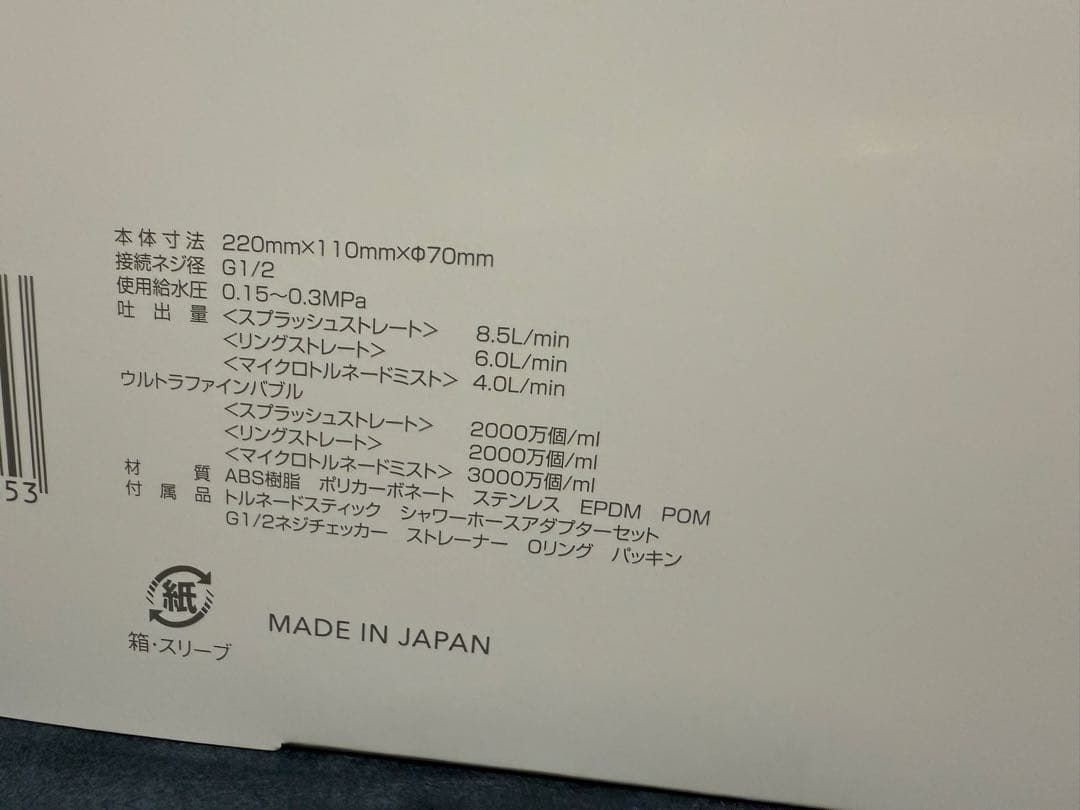 本体寸法 220mm×110mm×Φ70mm
接続ネジ径 G1/2
使用給水圧 0.15～0.3MPa
吐出量 <スプラッシュストレート> 8.5L/min
<リングストレート> 6.0L/min
<マイクロトルネードミスト> 4.0L/min
ウルトラファインバブル
<スプラッシュストレート> 2000万個/ml
<リングストレート> 2000万個/ml
<マイクロトルネードミスト> 3000万個/ml
材質 ABS樹脂 ポリカーボネート ステンレス EPDM POM
付属品 トルネードスティック シャワーホースアダプターセット
G1/2ネジチェッカー ストレーナー Oリング パッキン
53
紙
箱・スリーブ
MADE IN JAPAN